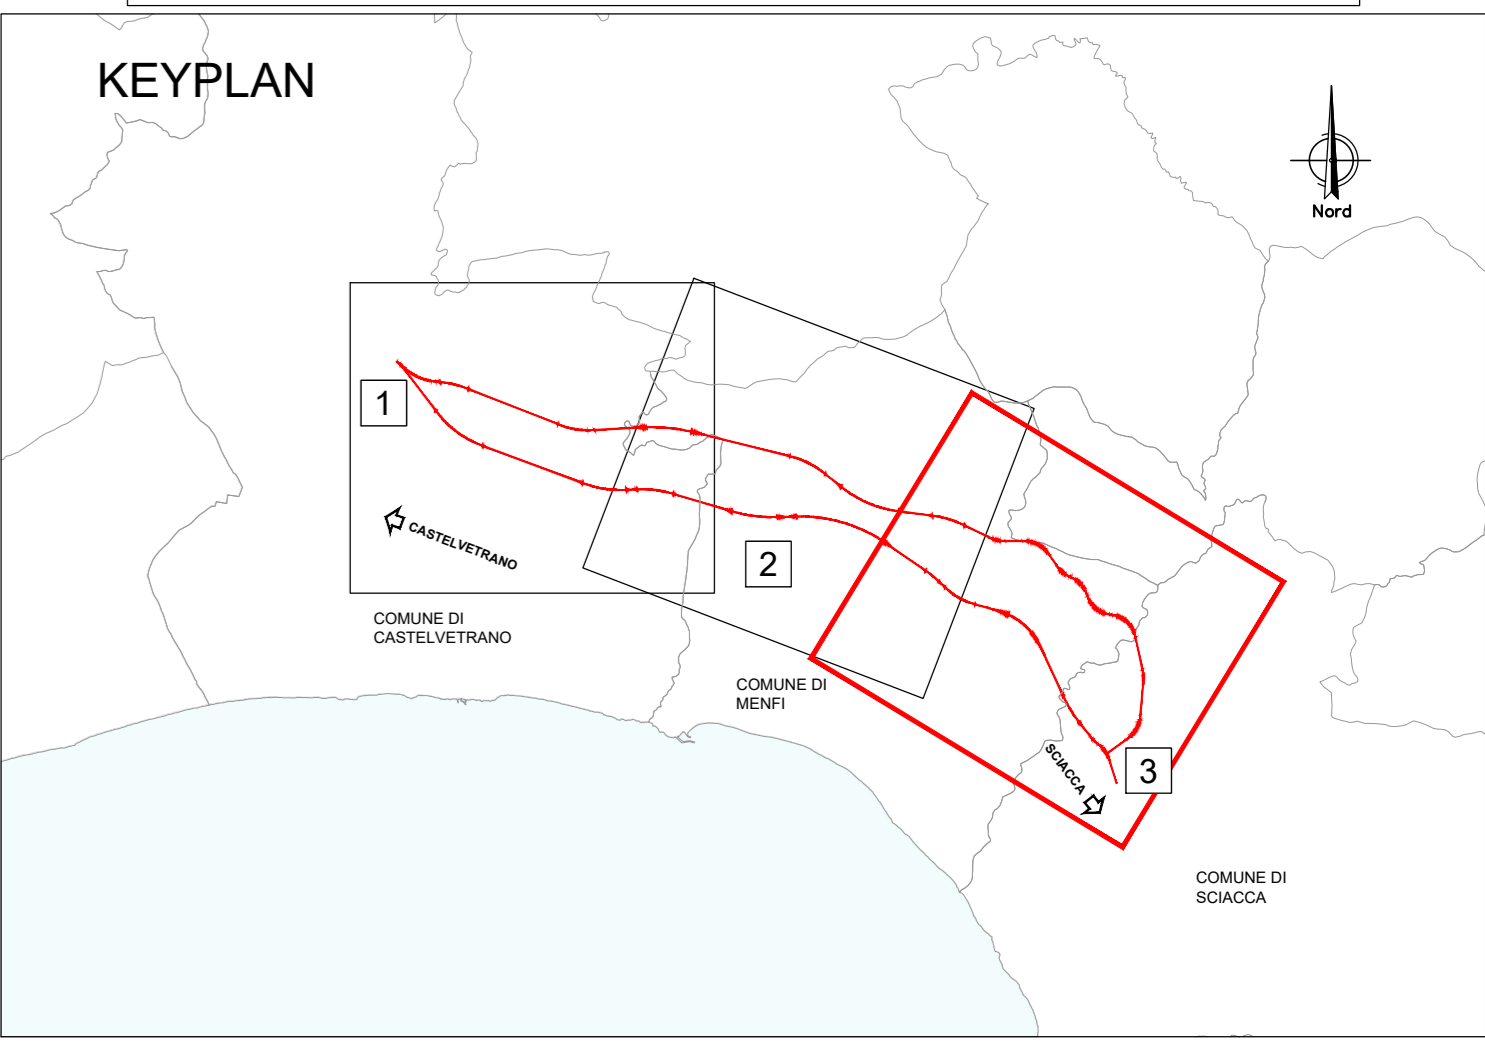 KEYPLAN
Nord
1
CASTELVETRANO
2
COMUNE DI
CASTELVETRANO
COMUNE DI
MENFI
SCIACCA
3
COMUNE DI
SCIACCA